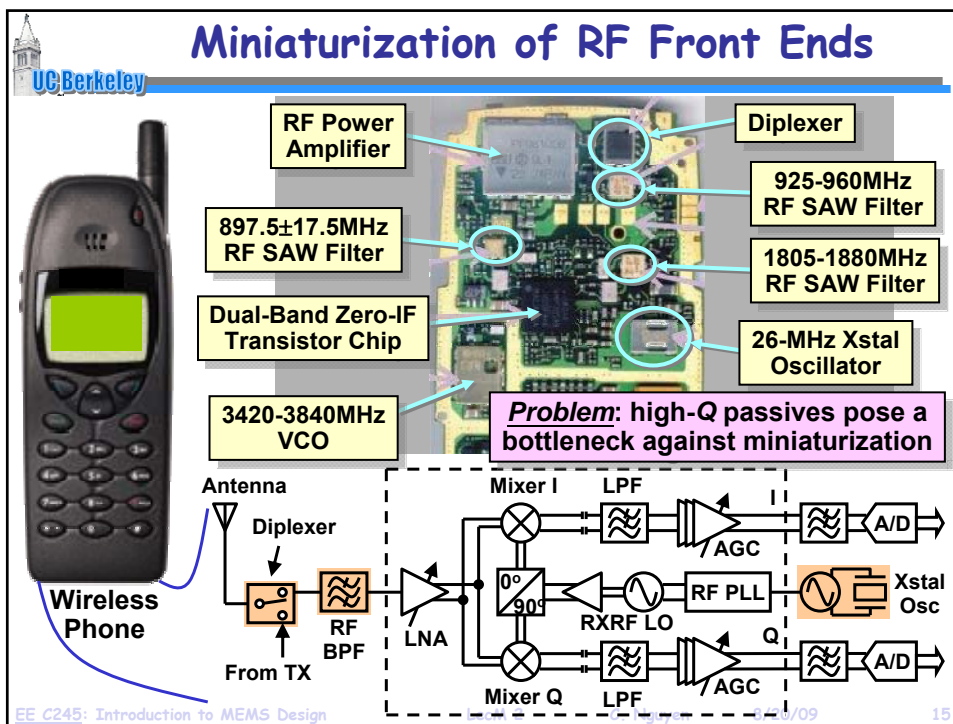 Miniaturization of RF Front Ends
UC Berkeley
RF Power
Amplifier
Diplexer
925-960MHz
RF SAW Filter
897.5±17.5MHz
RF SAW Filter
1805-1880MHz
RF SAW Filter
Dual-Band Zero-IF
Transistor Chip
26-MHz Xstal
Oscillator
3420-3840MHz
VCO
Problem: high-Q passives pose a
bottleneck against miniaturization
Antenna
Mixer I
LPF
I
Diplexer
A/D
AGC
0°
90°
RF PLL
Xstal
Osc
Wireless
Phone
RF
BPF
LNA
RXRF LO
From TX
Q
A/D
Mixer Q
LPF
AGC
EE C245: Introduction to MEMS Design
LecM 2
C. Nguyen
8/20/09
15